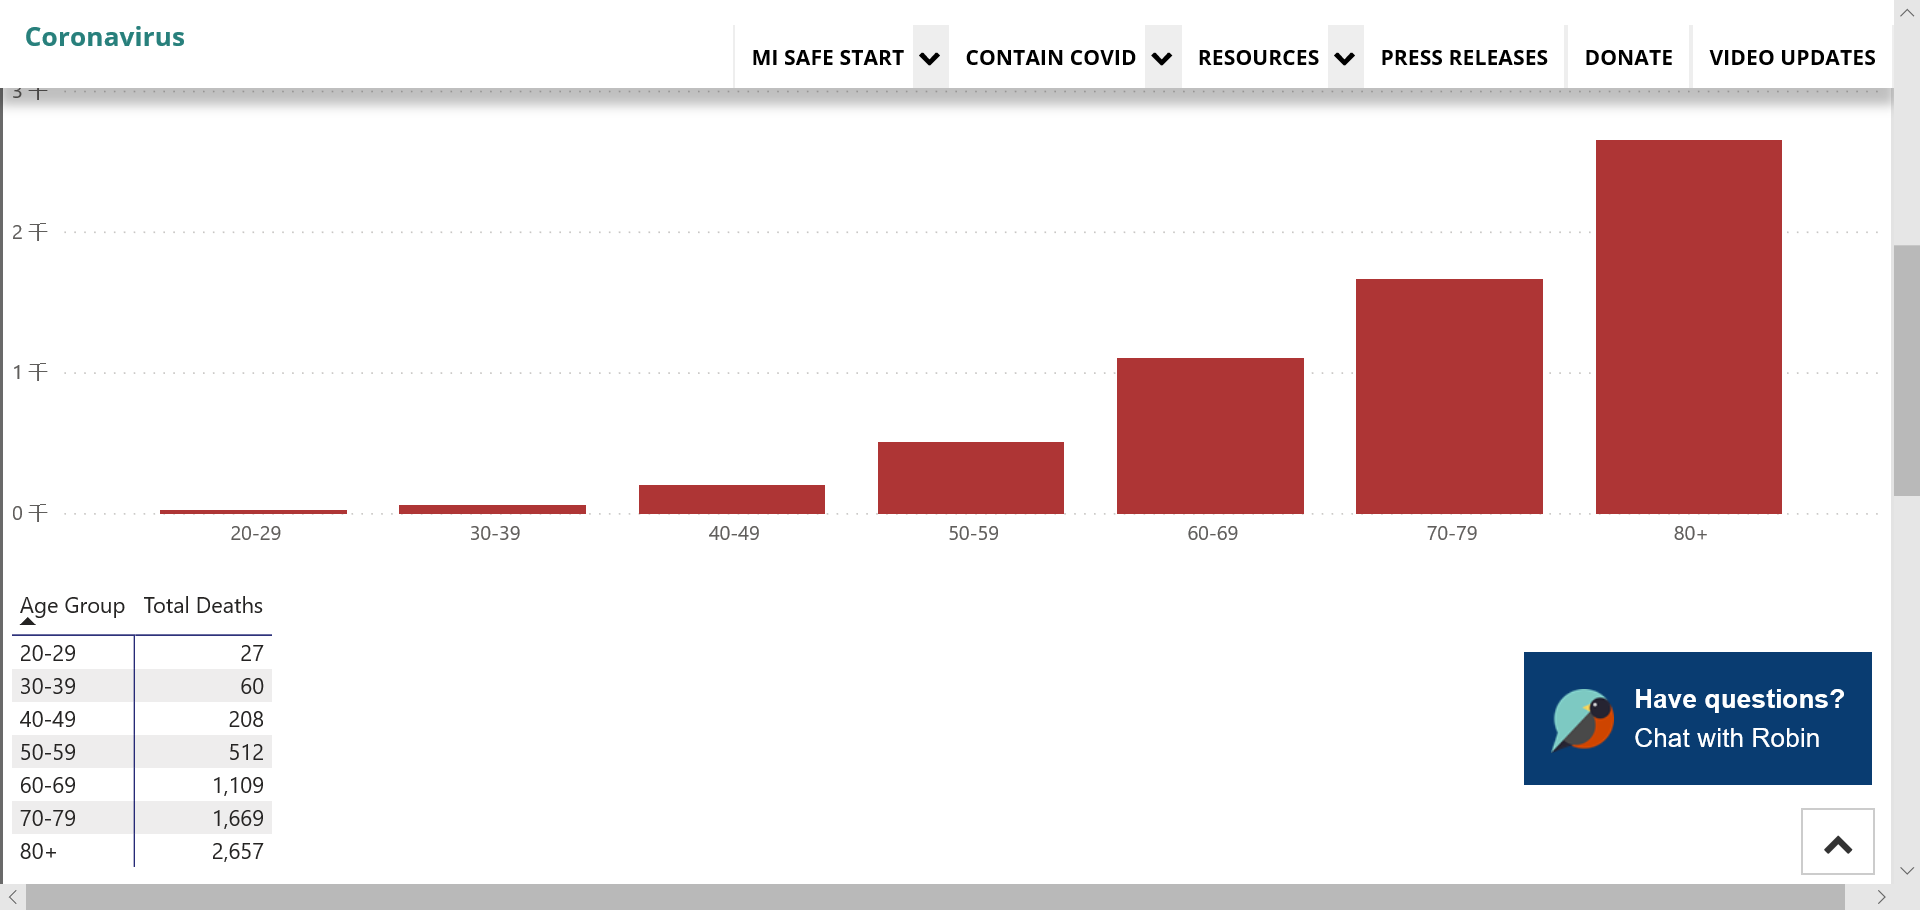 Coronavirus
MI SAFE START CONTAIN COVID RESOURCES PRESS RELEASES DONATE VIDEO UPDATES
3 千
2 千
1 千
0 千
20-29 30-39 40-49 50-59 60-69 70-79 80+
Age Group Total Deaths
20-29 27
30-39 60
40-49 208
50-59 512
60-69 1,109
70-79 1,669
80+ 2,657
Have questions?
Chat with Robin